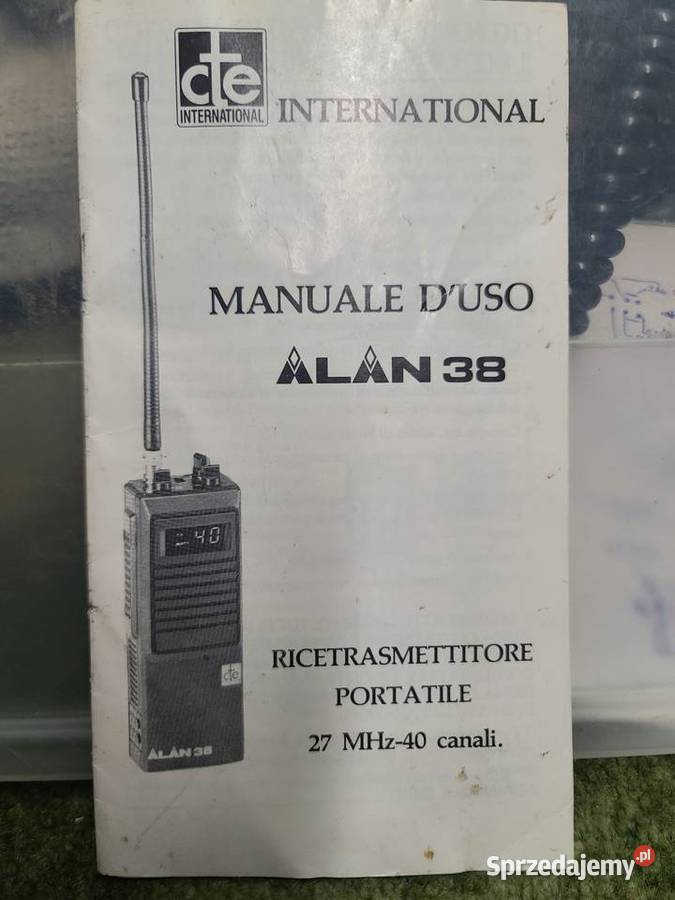 cte
INTERNATIONAL
INTERNATIONAL
MANUALE D'USO
ALAN 38
40
cte
ALAN 38
RICETRASMETTITORE
PORTATILE
27 MHz-40 canali.
Sprzedajemy.pl